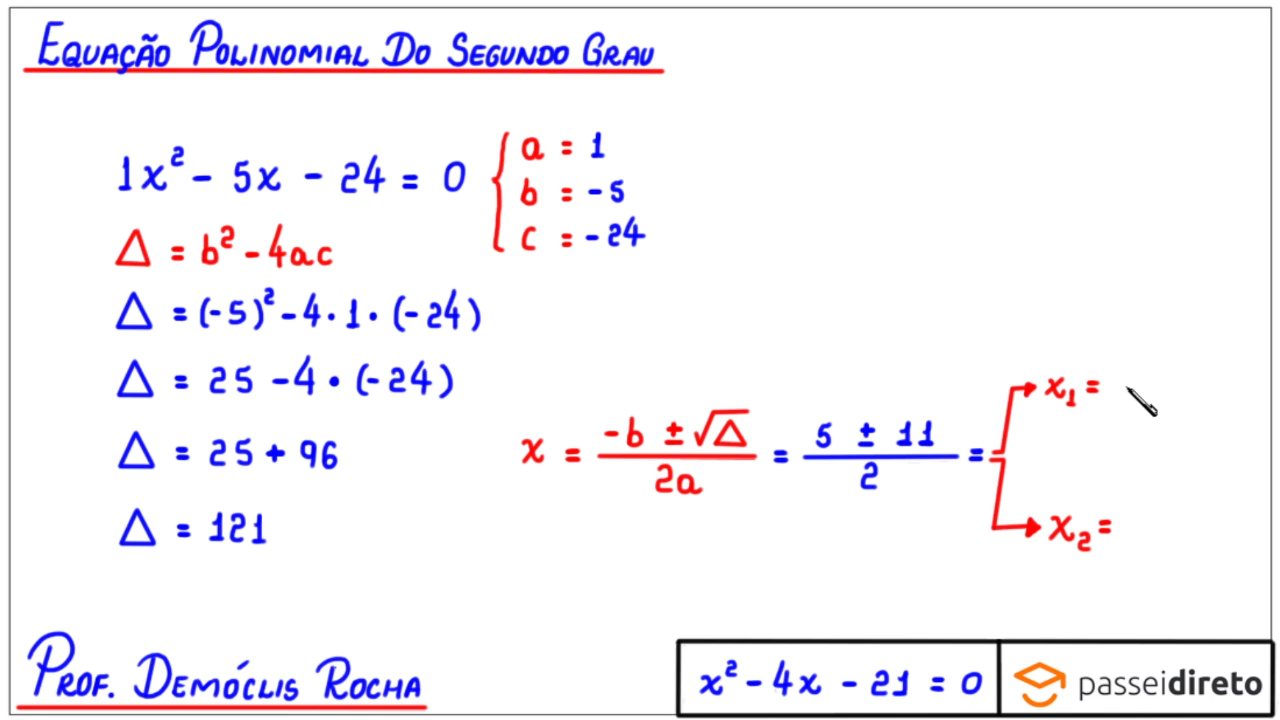 EQUAÇÃO POLINOMIAL DO SEGUNDO GRAU
1x² - 5x - 24 = 0
a = 1
b = -5
c = -24
Δ = b² - 4ac
Δ = (-5)² - 4 · 1 · (-24)
Δ = 25 - 4 · (-24)
Δ = 25 + 96
Δ = 121
x = (-b ± √Δ)/2a = (5 ± 11)/2 =
x₁ =
x₂ =
PROF. DEMÓCLIS ROCHA
x² - 4x - 21 = 0
passeidireto